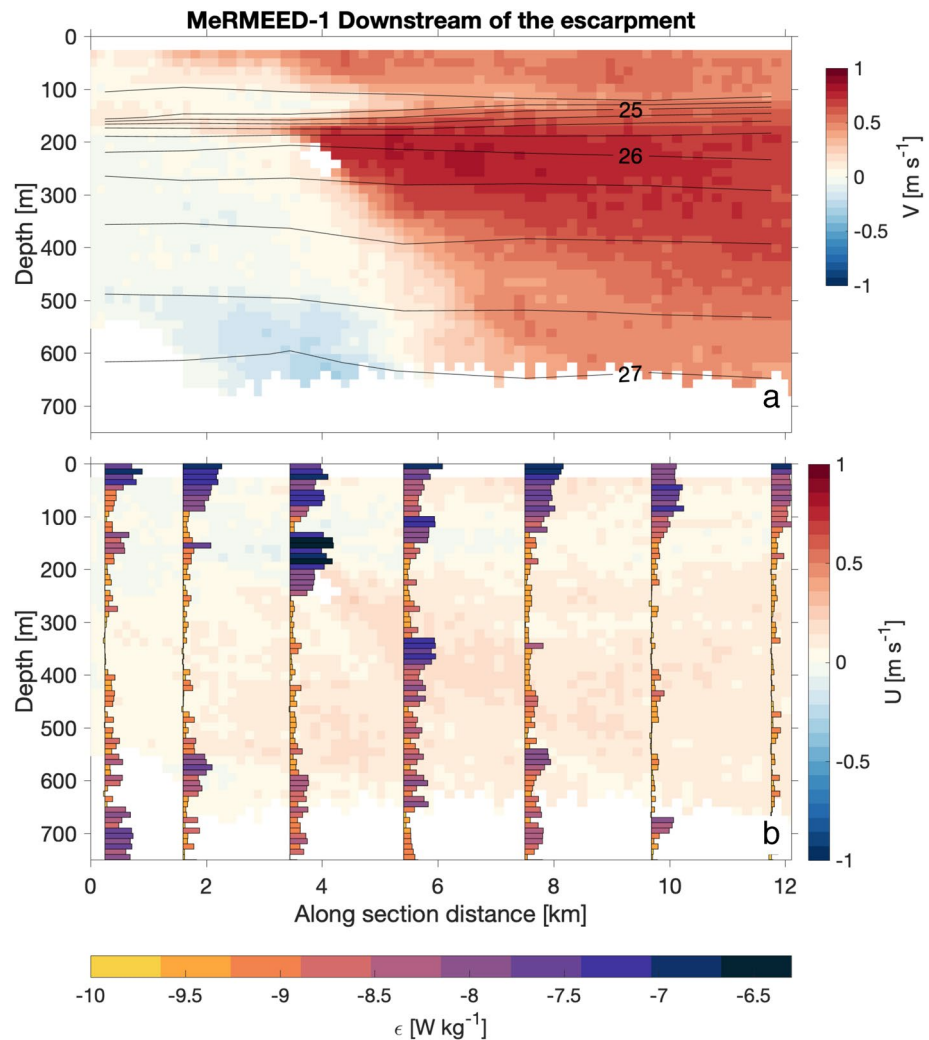 MeRMEED-1 Downstream of the escarpment
0
100
200
300
400
500
600
700
Depth [m]
25
26
27
a
1
0.5
0
-0.5
-1
V [m s-1]
0
100
200
300
400
500
600
700
Depth [m]
b
1
0.5
0
-0.5
-1
U [m s-1]
0 2 4 6 8 10 12
Along section distance [km]
-10 -9.5 -9 -8.5 -8 -7.5 -7 -6.5
ϵ [W kg-1]